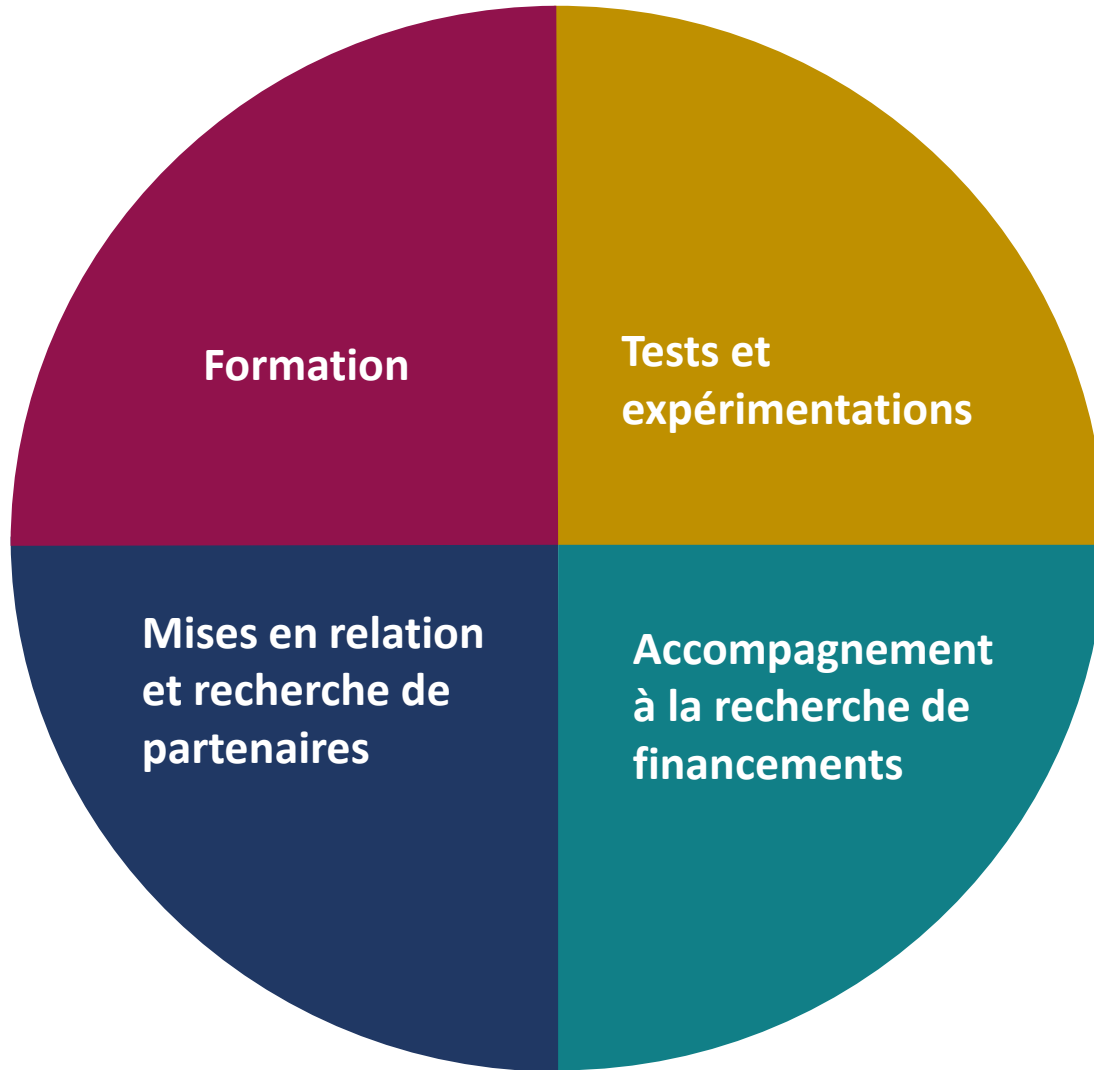 Formation
Tests et
expérimentations
Mises en relation
et recherche de
partenaires
Accompagnement
à la recherche de
financements